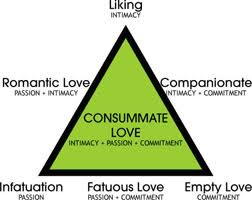 Liking
INTIMACY
Romantic Love
PASSION + INTIMACY
Companionate
INTIMACY + COMMITMENT
CONSUMMATE
LOVE
INTIMACY + PASSION + COMMITMENT
Infatuation
PASSION
Fatuous Love
PASSION + COMMITMENT
Empty Love
COMMITMENT